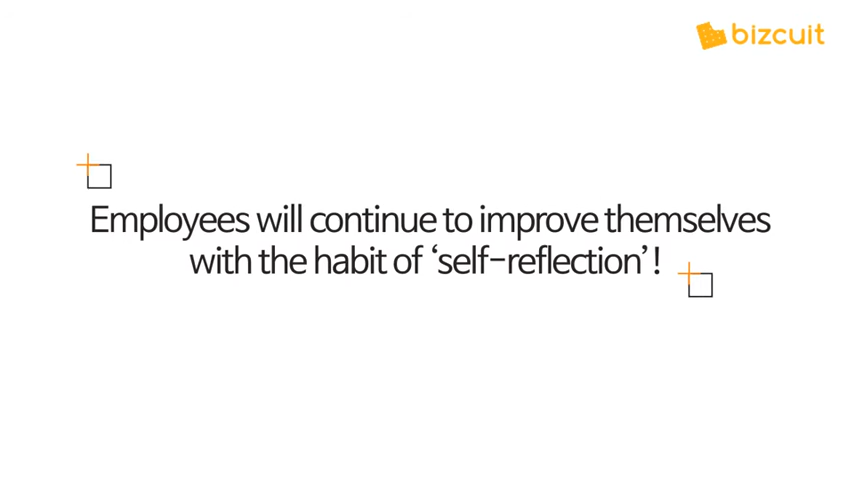 bizcuit
Employees will continue to improve themselves
with the habit of ‘self-reflection’!